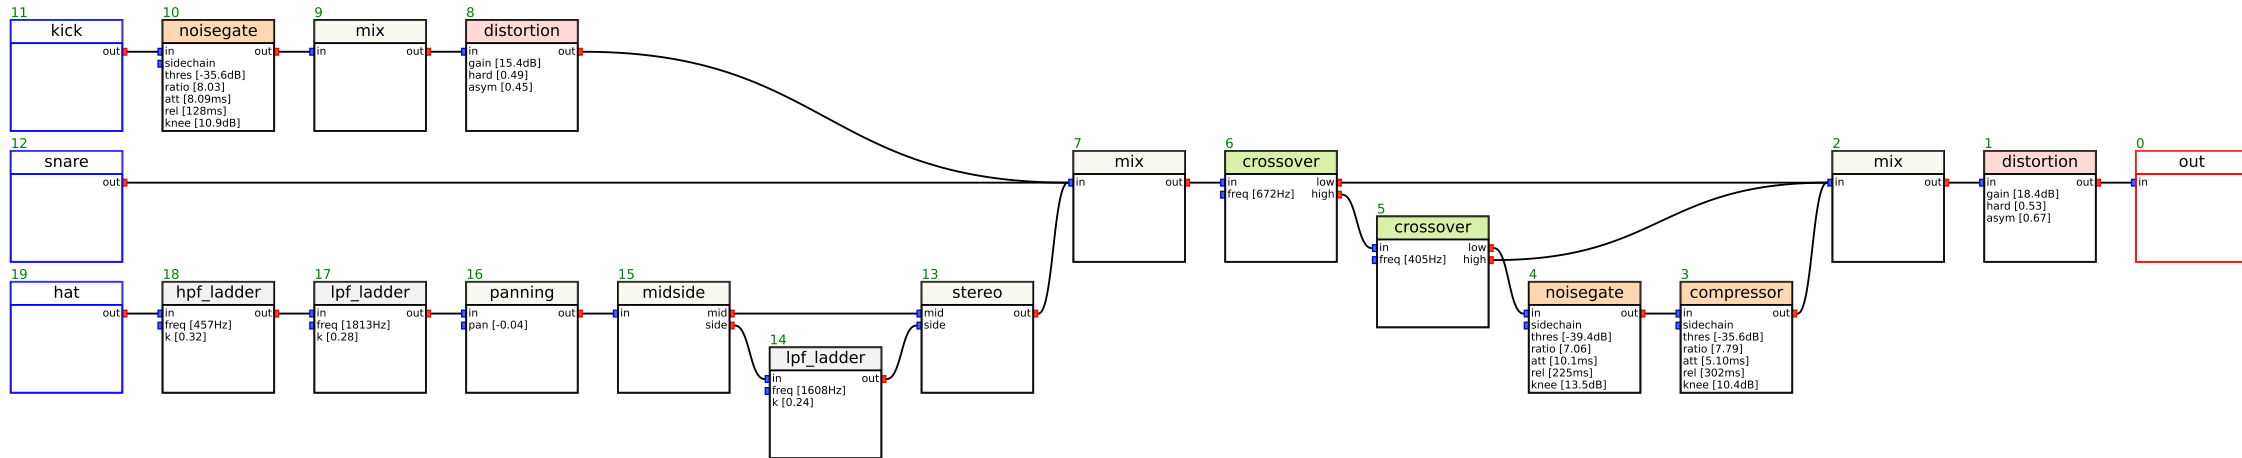 11
kick
out
10
noisegate
in out
sidechain
thres [-35.6dB]
ratio [8.03]
att [8.09ms]
rel [128ms]
knee [10.9dB]
9
mix
in out
8
distortion
in out
gain [15.4dB]
hard [0.49]
asym [0.45]
12
snare
out
7
mix
in out
6
crossover
in low
freq [672Hz] high
5
crossover
in low
freq [405Hz] high
2
mix
in out
1
distortion
in out
gain [18.4dB]
hard [0.53]
asym [0.67]
0
out
in
19
hat
out
18
hpf_ladder
in out
freq [457Hz]
k [0.32]
17
lpf_ladder
in out
freq [1813Hz]
k [0.28]
16
panning
in out
pan [-0.04]
15
midside
in mid
side
14
lpf_ladder
in out
freq [1608Hz]
k [0.24]
13
stereo
mid out
side
4
noisegate
in out
sidechain
thres [-39.4dB]
ratio [7.06]
att [10.1ms]
rel [225ms]
knee [13.5dB]
3
compressor
in out
sidechain
thres [-35.6dB]
ratio [7.79]
att [5.10ms]
rel [302ms]
knee [10.4dB]